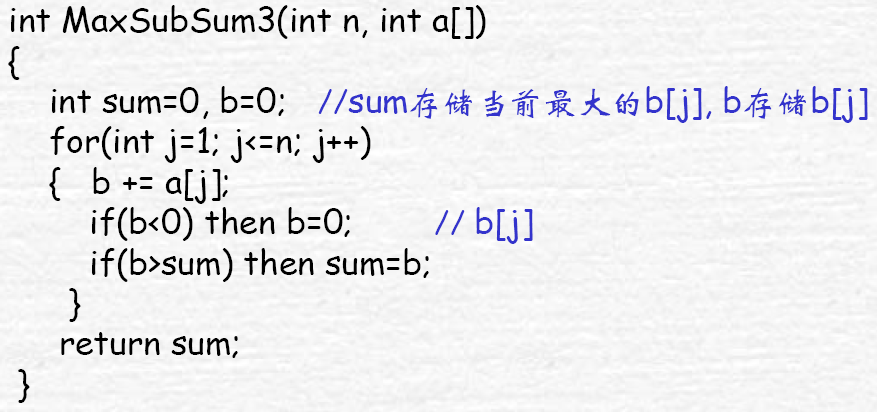 int MaxSubSum3(int n, int a[])
{
int sum=0, b=0; //sum存储当前最大的b[j], b存储b[j]
for(int j=1; j<=n; j++)
{ b += a[j];
if(b<0) then b=0; // b[j]
if(b>sum) then sum=b;
}
return sum;
}